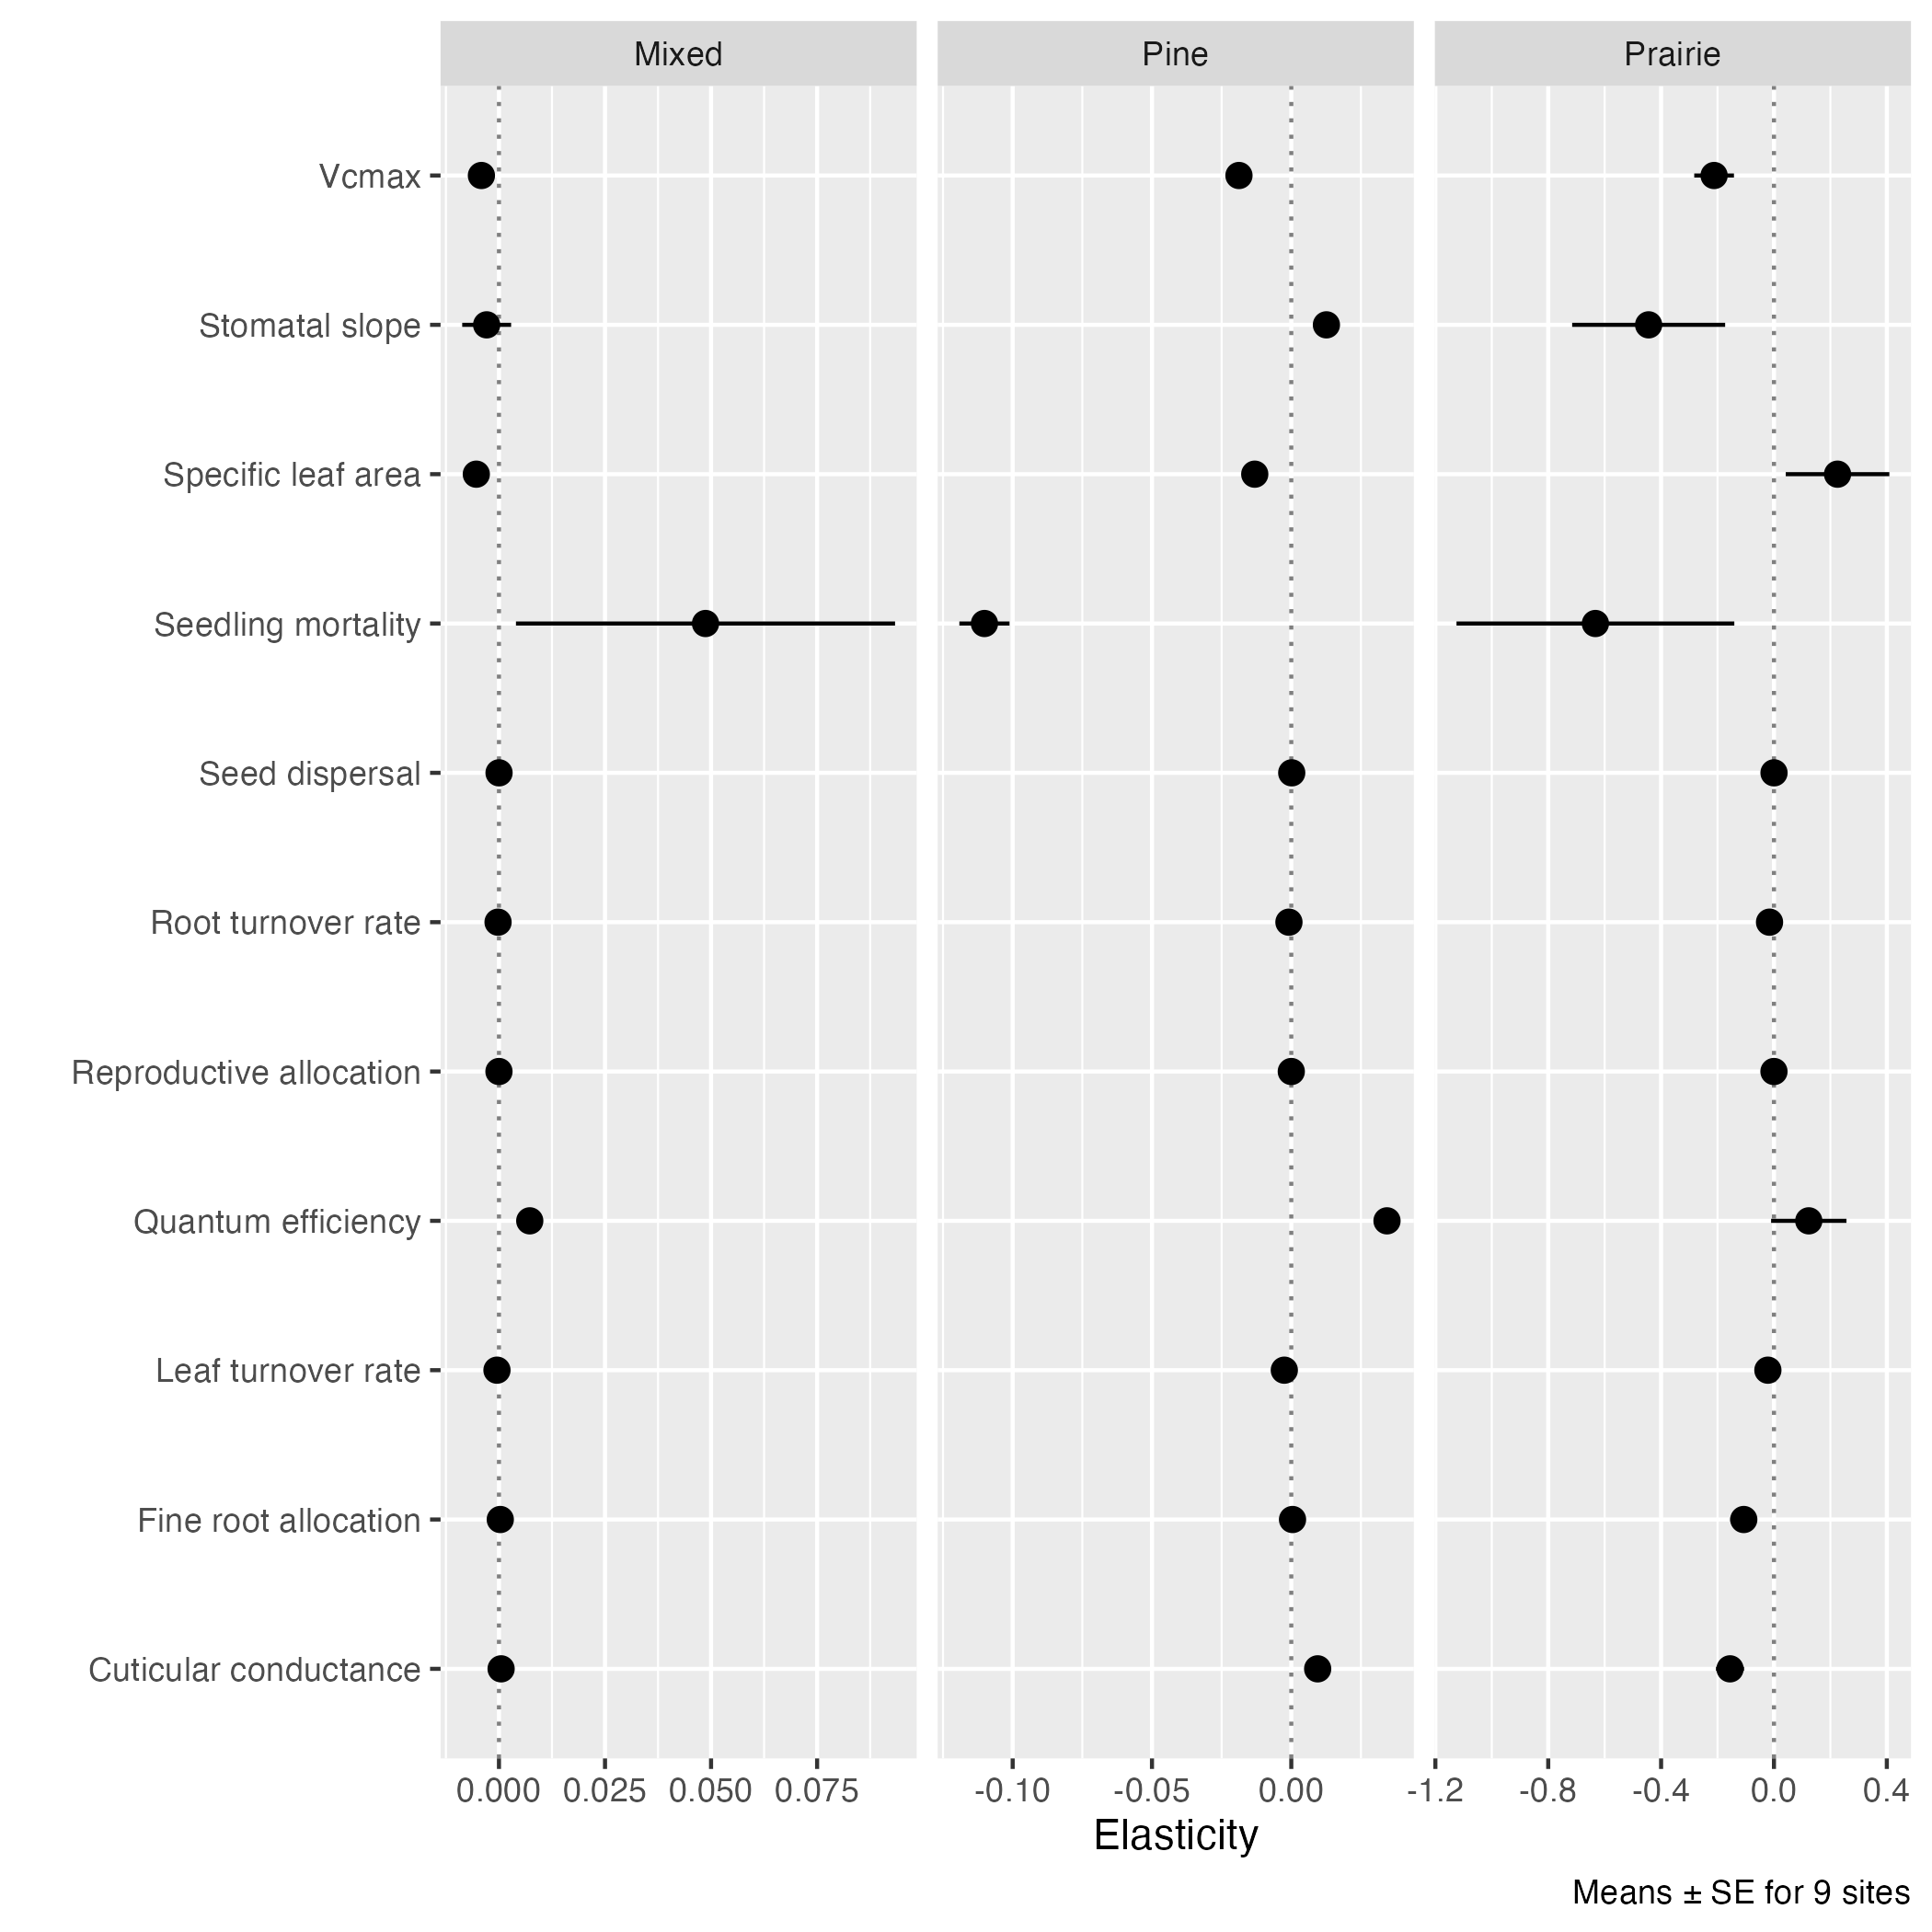 Mixed Pine Prairie
Vcmax
Stomatal slope
Specific leaf area
Seedling mortality
Seed dispersal
Root turnover rate
Reproductive allocation
Quantum efficiency
Leaf turnover rate
Fine root allocation
Cuticular conductance
0.000 0.025 0.050 0.075 -0.10 -0.05 0.00 -1.2 -0.8 -0.4 0.0 0.4
Elasticity
Means ± SE for 9 sites